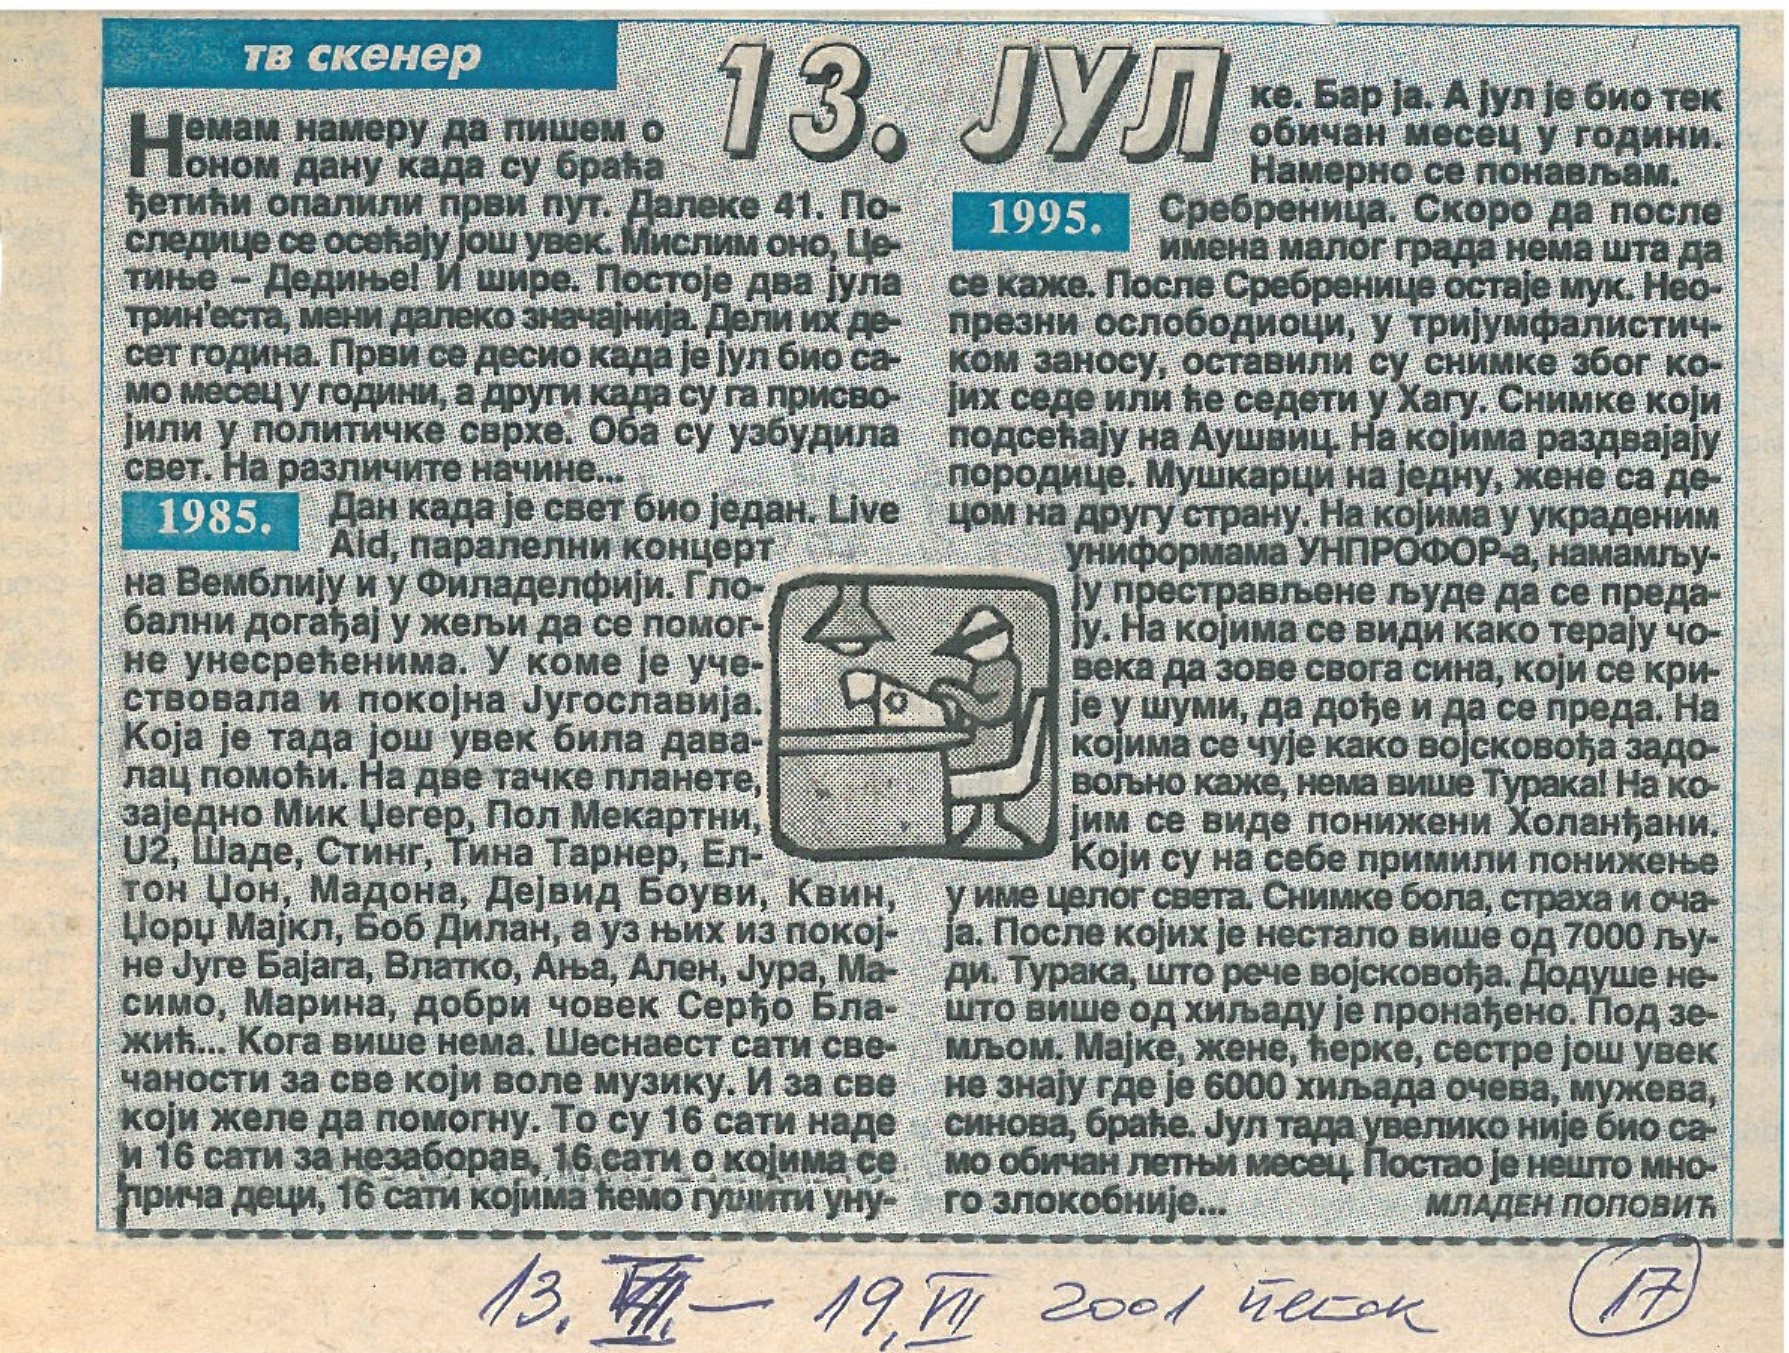 тв скенер
13. ЈУЛ
Немам намеру да пишем о
оном дану када су браћа
ђетићи опалили први пут. Далеке 41. По-
следице се осећају још увек. Мислим оно, Це-
тиње – Дедиње! И шире. Постоје два јула
трин'еста, мени далеко значајнија. Дели их де-
сет година. Први се десио када је јул био са-
мо месец у години, а други када су га присво-
јили у политичке сврхе. Оба су узбудила
свет. На различите начине...
1985. Дан када је свет био један. Live
Aid, паралелни концерт
на Вемблију и у Филаделфији. Гло-
бални догађај у жељи да се помог-
не унесрећенима. У коме је уче-
ствовала и покојна Југославија.
Која је тада још увек била дава-
лац помоћи. На две тачке планете,
заједно Мик Џегер, Пол Мекартни,
U2, Шаде, Стинг, Тина Тарнер, Ел-
тон Џон, Мадона, Дејвид Боуви, Квин,
Џорџ Мајкл, Боб Дилан, а уз њих из покој-
не Југе Бајага, Влатко, Ања, Ален, Јура, Ма-
симо, Марина, добри човек Серђо Бла-
жић... Кога више нема. Шеснаест сати све-
чаности за све који воле музику. И за све
који желе да помогну. То су 16 сати наде
и 16 сати за незаборав, 16 сати о којима се
прича деци, 16 сати којима ћемо гушити уну-
ке. Бар ја. А јул је био тек
обичан месец у години.
Намерно се понављам.
1995. Сребреница. Скоро да после
имена малог града нема шта да
се каже. После Сребренице остаје мук. Нео-
презни ослободиоци, у тријумфалистич-
ком заносу, оставили су снимке због ко-
јих седе или ће седети у Хагу. Снимке који
подсећају на Аушвиц. На којима раздвајају
породице. Мушкарци на једну, жене са де-
цом на другу страну. На којима у украденим
униформама УНПРОФОР-а, намамљу-
ју престрављене људе да се преда-
ју. На којима се види како терају чо-
века да зове свога сина, који се кри-
је у шуми, да дође и да се преда. На
којима се чује како војсковођа задо-
вољно каже, нема више Турака! На ко-
јим се виде понижени Холанђани.
Који су на себе примили понижење
у име целог света. Снимке бола, страха и оча-
ја. После којих је нестало више од 7000 љу-
ди. Турака, што рече војсковођа. Додуше не-
што више од хиљаду је пронађено. Под зе-
мљом. Мајке, жене, ћерке, сестре још увек
не знају где је 6000 хиљада очева, мужева,
синова, браће. Јул тада увелико није био са-
мо обичан летњи месец. Постао је нешто мно-
го злокобније...
МЛАДЕН ПОПОВИЋ
13. VII. — 19. VII 2001 петак 17